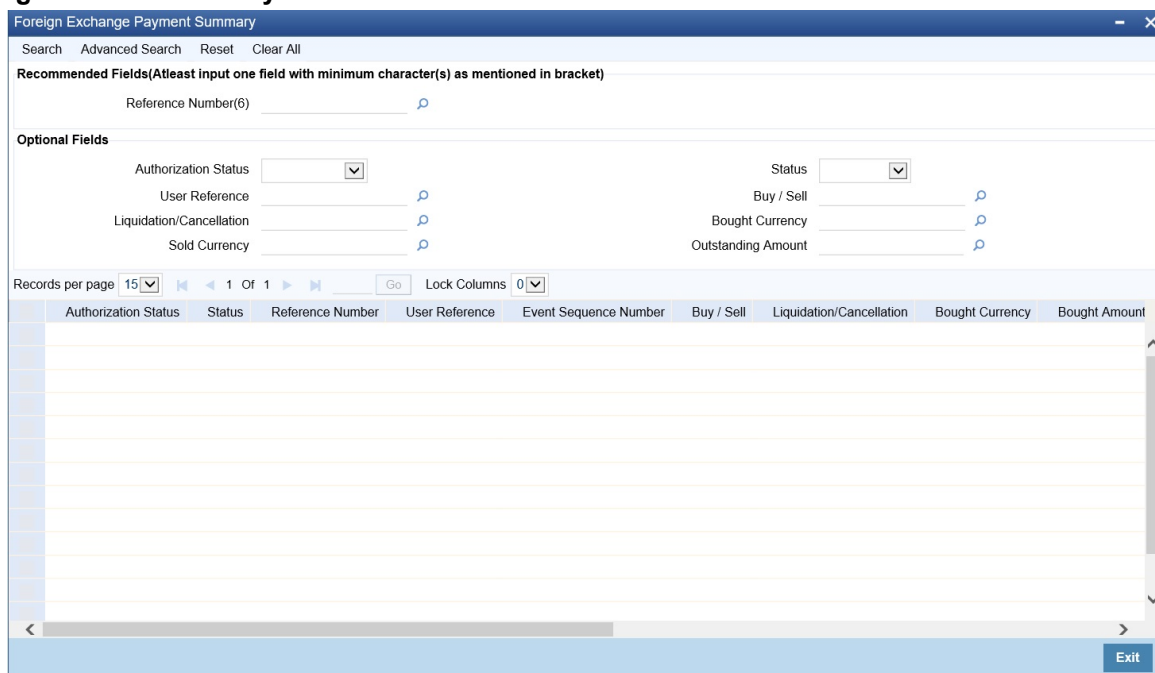 Foreign Exchange Payment Summary
Search Advanced Search Reset Clear All
Recommended Fields(Atleast input one field with minimum character(s) as mentioned in bracket)
Reference Number(6)
Optional Fields
Authorization Status Status
User Reference Buy / Sell
Liquidation/Cancellation Bought Currency
Sold Currency Outstanding Amount
Records per page 15 1 Of 1 Go Lock Columns 0
Authorization Status Status Reference Number User Reference Event Sequence Number Buy / Sell Liquidation/Cancellation Bought Currency Bought Amount
Exit